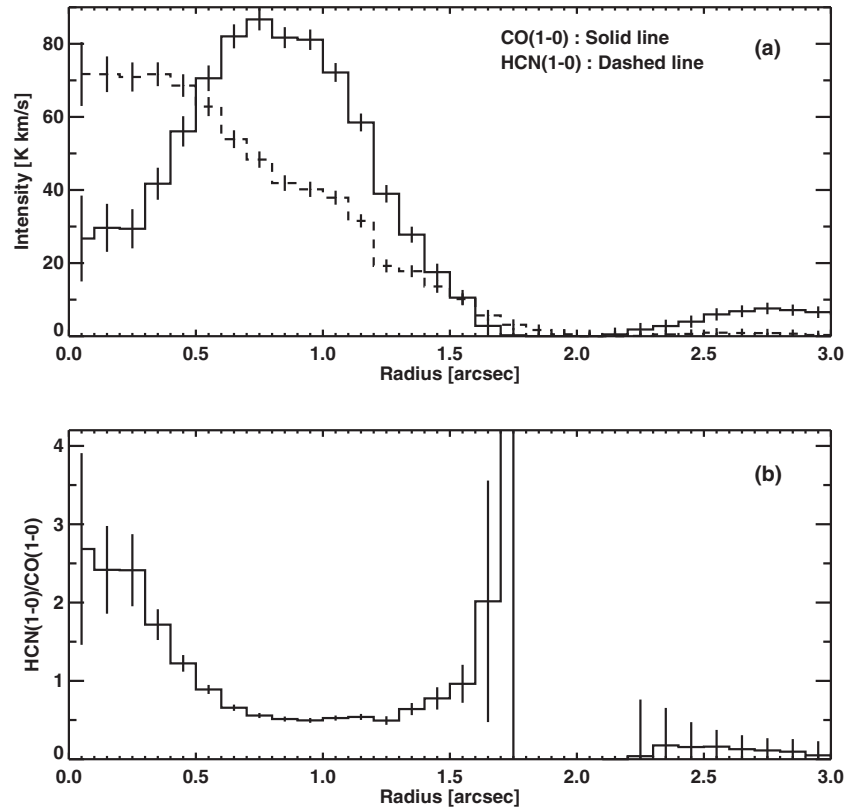 80
60
40
20
0
Intensity [K km/s]
CO(1-0) : Solid line
HCN(1-0) : Dashed line
(a)
0.0 0.5 1.0 1.5 2.0 2.5 3.0
Radius [arcsec]
4
3
2
1
0
HCN(1-0)/CO(1-0)
(b)
0.0 0.5 1.0 1.5 2.0 2.5 3.0
Radius [arcsec]